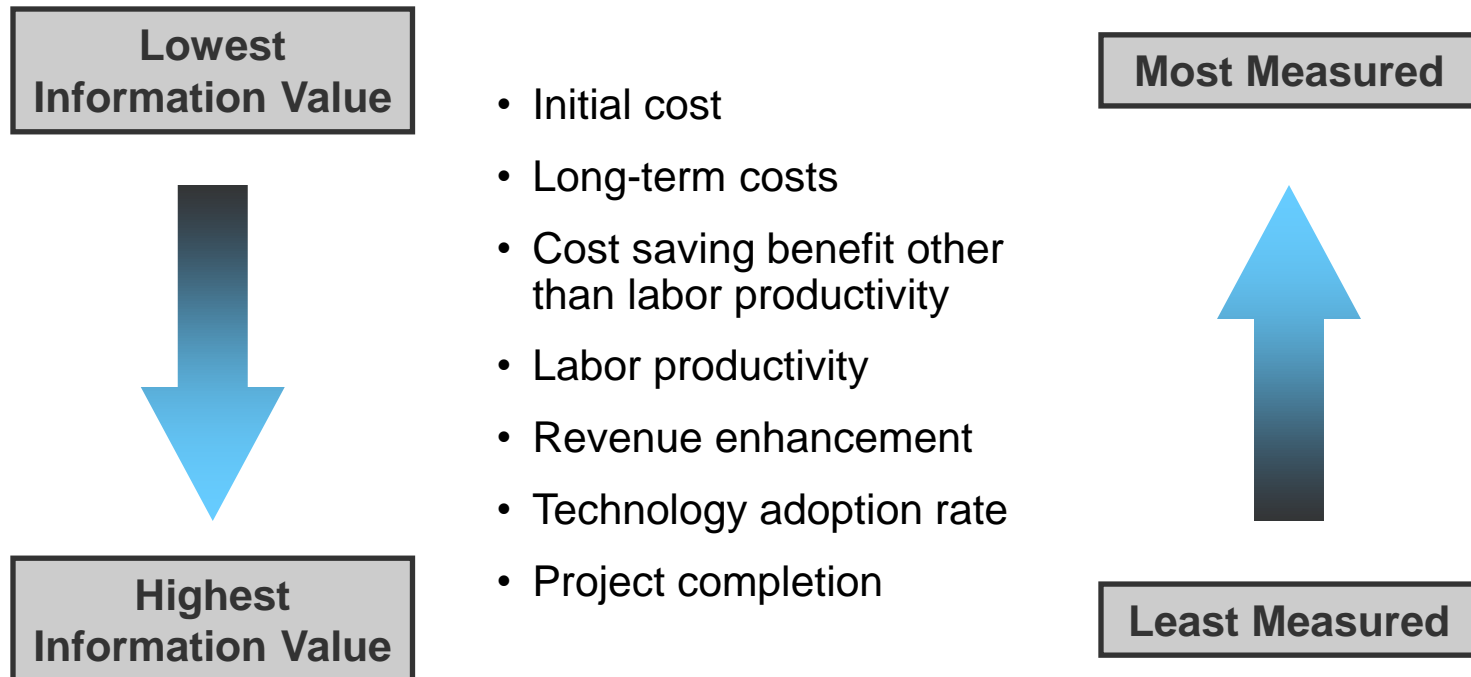 Lowest
Information Value
Most Measured
• Initial cost
• Long-term costs
• Cost saving benefit other
than labor productivity
• Labor productivity
• Revenue enhancement
• Technology adoption rate
• Project completion
Highest
Information Value
Least Measured